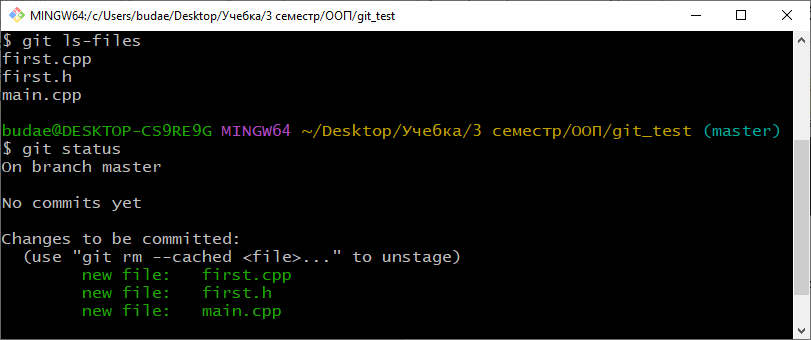 MINGW64:/c/Users/budae/Desktop/Учебка/3 семестр/ООП/git_test
$ git ls-files
first.cpp
first.h
main.cpp
budae@DESKTOP-CS9RE9G MINGW64 ~/Desktop/Учебка/3 семестр/ООП/git_test (master)
$ git status
On branch master
No commits yet
Changes to be committed:
(use "git rm --cached <file>..." to unstage)
new file:   first.cpp
new file:   first.h
new file:   main.cpp